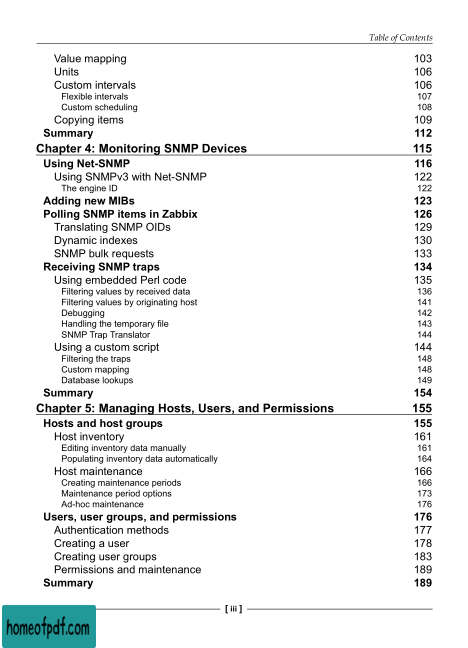 Table of Contents
Value mapping 103
Units 106
Custom intervals 106
Flexible intervals 107
Custom scheduling 108
Copying items 109
Summary 112
Chapter 4: Monitoring SNMP Devices 115
Using Net-SNMP 116
Using SNMPv3 with Net-SNMP 122
The engine ID 122
Adding new MIBs 123
Polling SNMP items in Zabbix 126
Translating SNMP OIDs 129
Dynamic indexes 130
SNMP bulk requests 133
Receiving SNMP traps 134
Using embedded Perl code 135
Filtering values by received data 136
Filtering values by originating host 141
Debugging 142
Handling the temporary file 143
SNMP Trap Translator 144
Using a custom script 144
Filtering the traps 148
Custom mapping 148
Database lookups 149
Summary 154
Chapter 5: Managing Hosts, Users, and Permissions 155
Hosts and host groups 155
Host inventory 161
Editing inventory data manually 161
Populating inventory data automatically 164
Host maintenance 166
Creating maintenance periods 166
Maintenance period options 173
Ad-hoc maintenance 176
Users, user groups, and permissions 176
Authentication methods 177
Creating a user 178
Creating user groups 183
Permissions and maintenance 189
Summary 189
[ iii ]
homeofpdf.com